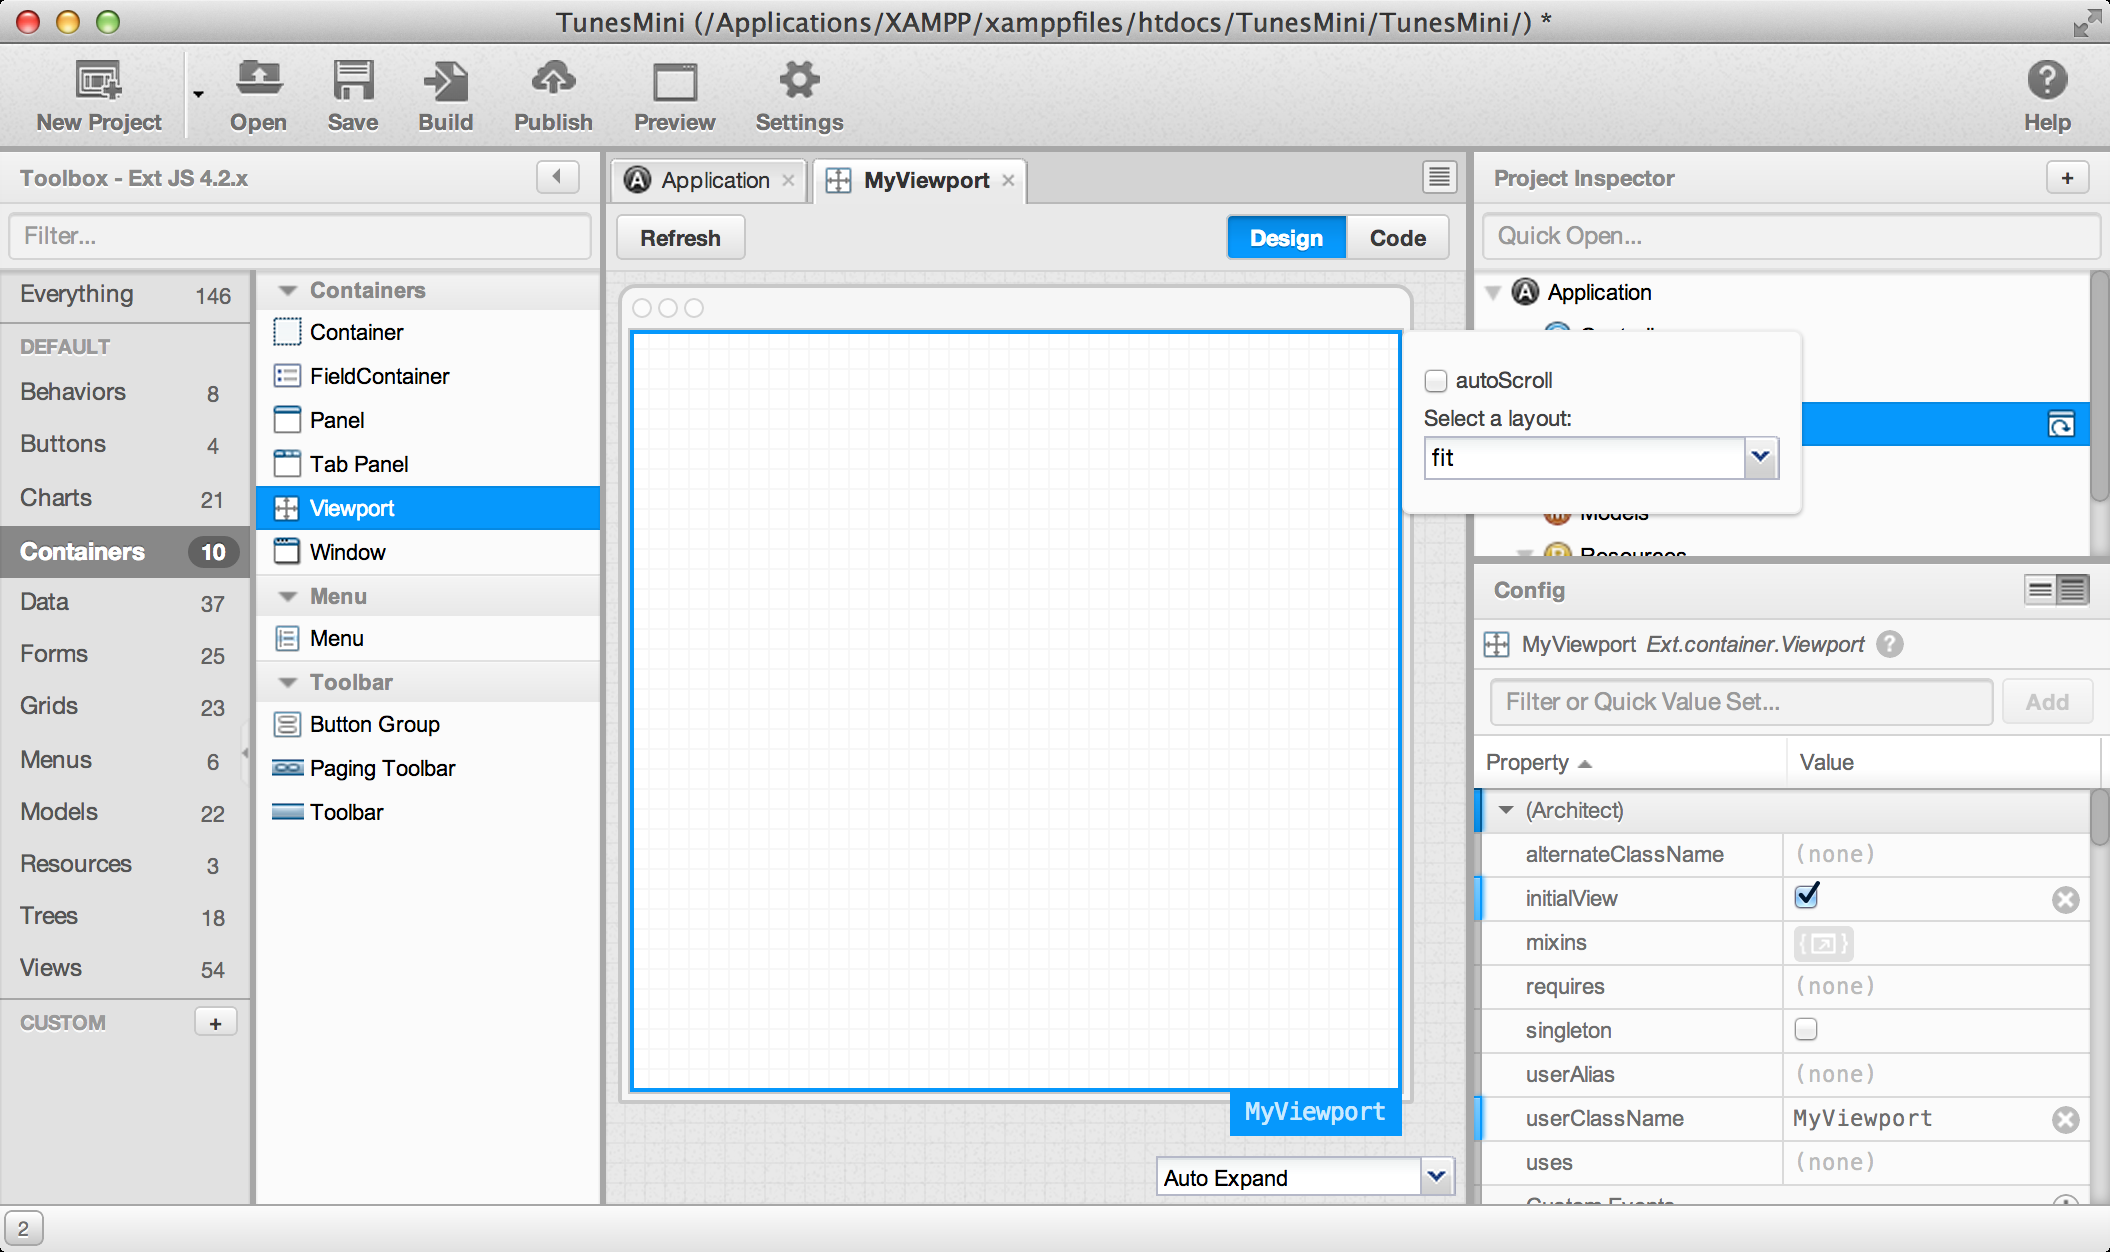 TunesMini (/Applications/XAMPP/xamppfiles/htdocs/TunesMini/TunesMini/) *
New Project
Open
Save
Build
Publish
Preview
Settings
Help
Toolbox - Ext JS 4.2.x
Filter...
Everything 146
DEFAULT
Behaviors 8
Buttons 4
Charts 21
Containers 10
Data 37
Forms 25
Grids 23
Menus 6
Models 22
Resources 3
Trees 18
Views 54
CUSTOM +
Containers
Container
FieldContainer
Panel
Tab Panel
Viewport
Window
Menu
Menu
Toolbar
Button Group
Paging Toolbar
Toolbar
Application
MyViewport
Refresh
Design
Code
MyViewport
Auto Expand
Project Inspector +
Quick Open...
Application
autoScroll
Select a layout:
fit
Models
Resources
Config
MyViewport Ext.container.Viewport ?
Filter or Quick Value Set...
Add
Property Value
(Architect)
alternateClassName (none)
initialView
mixins
requires (none)
singleton
userAlias (none)
userClassName MyViewport
uses (none)
Custom Events
2